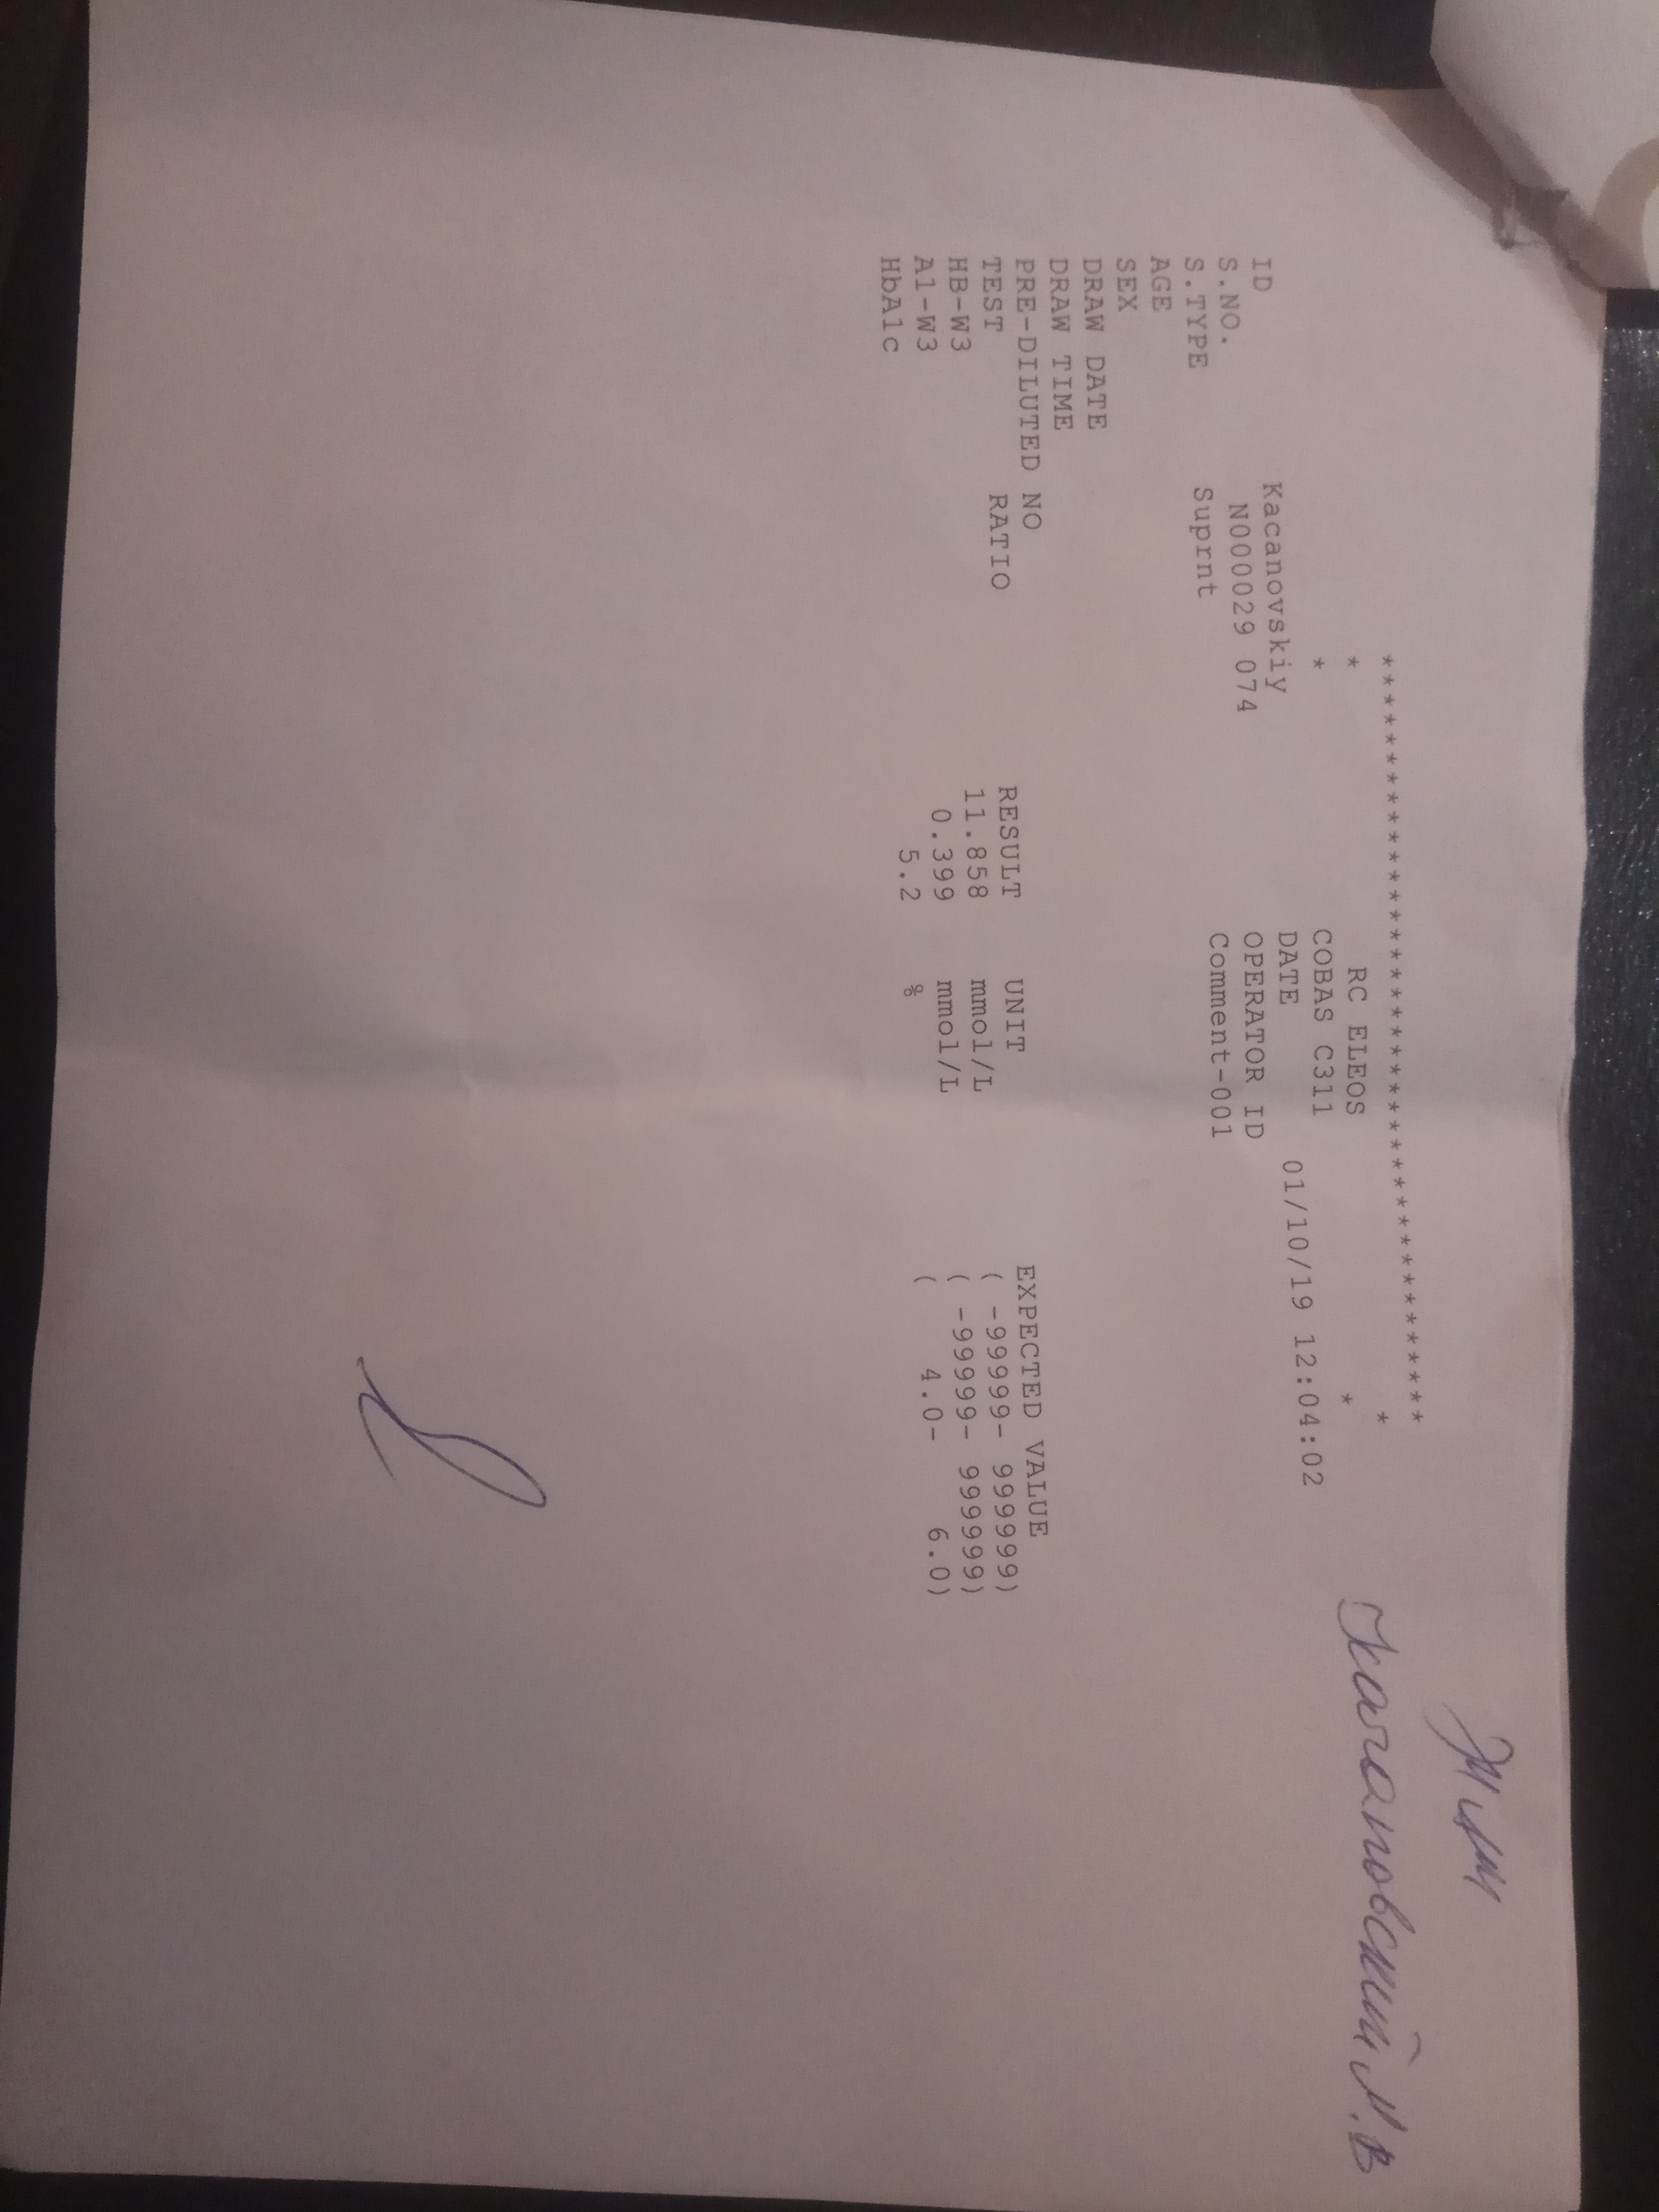 Качановский Н.В
****************************************
* RC ELEOS *
* COBAS C311 *
ID Kacanovskiy DATE 01/10/19 12:04:02
S.NO. N000029 074 OPERATOR ID
S.TYPE Suprnt Comment-001
AGE
SEX
DRAW DATE
DRAW TIME
PRE-DILUTED NO
TEST RATIO RESULT UNIT EXPECTED VALUE
HB-W3 11.858 mmol/L ( -99999- 999999)
A1-W3 0.399 mmol/L ( -99999- 999999)
HbA1c 5.2 % ( 4.0- 6.0)